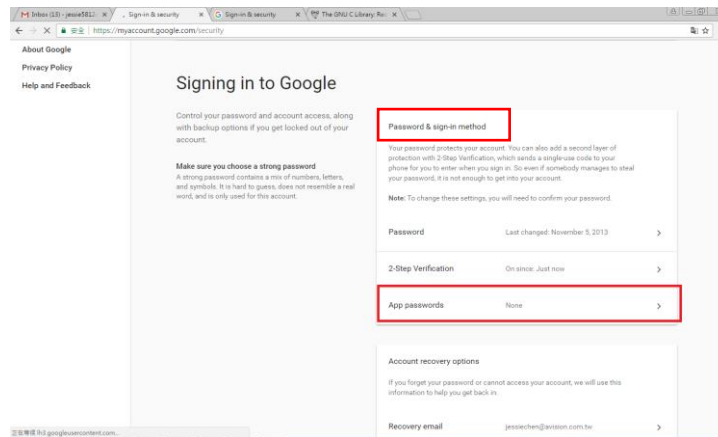 Inbox (13) - jessie581
Sign-in & security
Sign-in & security
The GNU C Library: Re
安全 | https://myaccount.google.com/security
About Google
Privacy Policy
Help and Feedback
Signing in to Google
Control your password and account access, along
with backup options if you get locked out of your
account.
Make sure you choose a strong password
A strong password contains a mix of numbers, letters,
and symbols. It is hard to guess, does not resemble a real
word, and is only used for this account.
Password & sign-in method
Your password protects your account. You can also add a second layer of
protection with 2-Step Verification, which sends a single-use code to your
phone for you to enter when you sign in. So even if somebody manages to steal
your password, it is not enough to get into your account.
Note: To change these settings, you will need to confirm your password.
Password Last changed: November 5, 2013
2-Step Verification On since: Just now
App passwords None
Account recovery options
If you forget your password or cannot access your account, we will use this
information to help you get back in.
Recovery email jessiechen@avision.com.tw
lh3.googleusercontent.com...